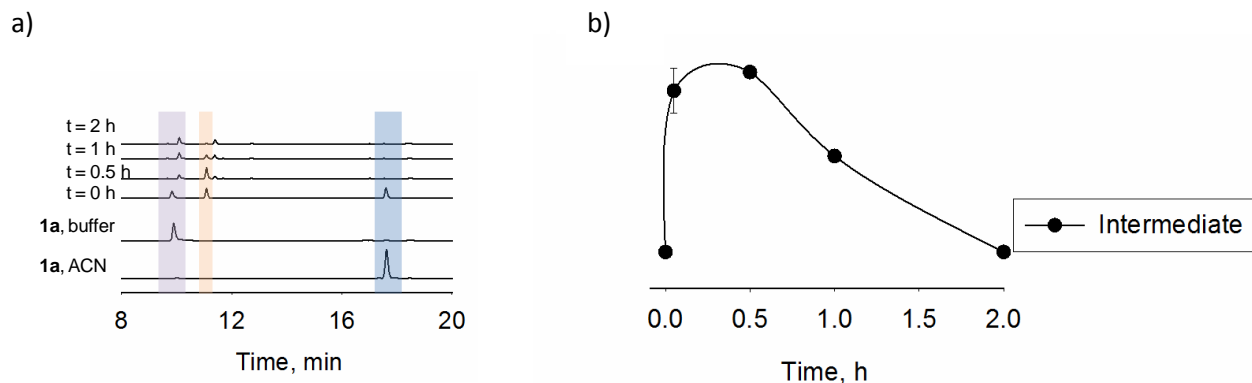 a)
t = 2 h
t = 1 h
t = 0.5 h
t = 0 h
1a, buffer
1a, ACN
8 12 16 20
Time, min
b)
Intermediate
0.0 0.5 1.0 1.5 2.0
Time, h